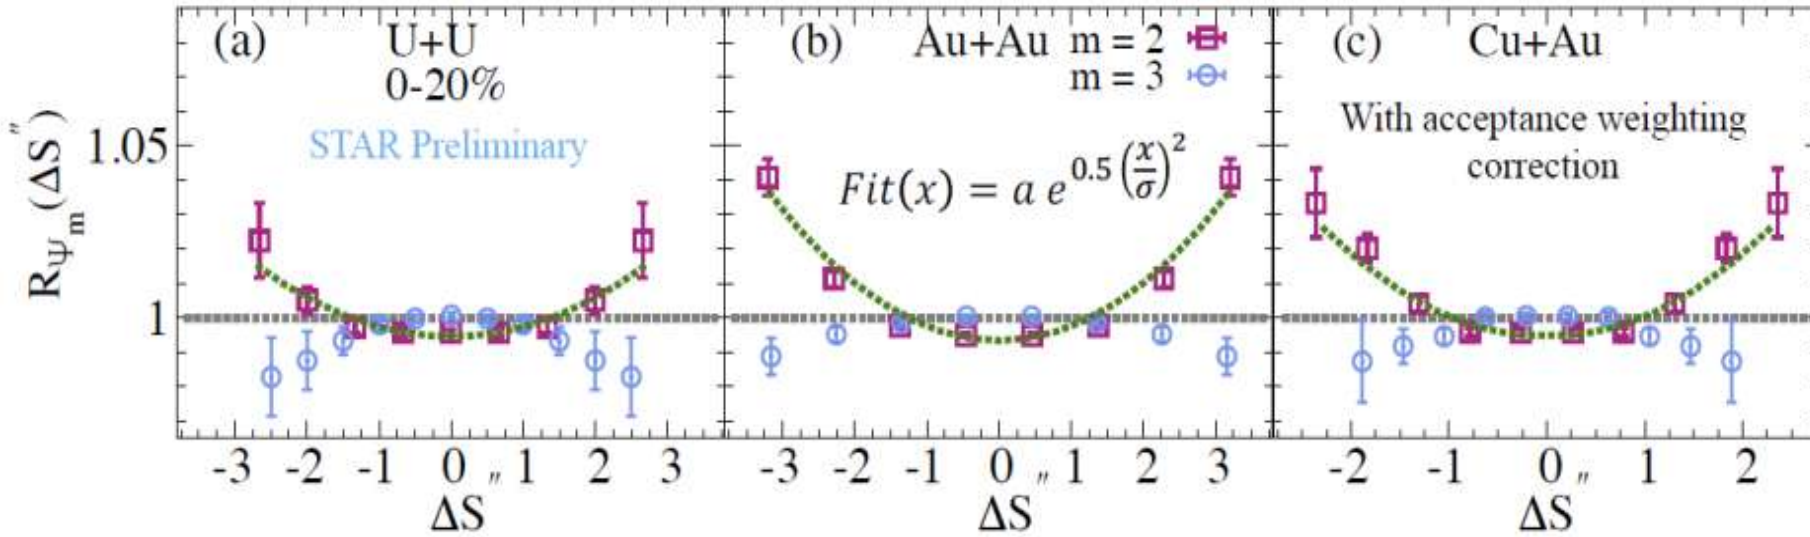 (a) U+U
0-20%
STAR Preliminary
(b) Au+Au m = 2
m = 3
Fit(x) = a e^{0.5 (x/σ)^2}
(c) Cu+Au
With acceptance weighting
correction
R_{Ψ_m} (ΔS″)
1.05
1
-3 -2 -1 0 1 2 3
ΔS″
-3 -2 -1 0 1 2 3
ΔS″
-2 -1 0 1 2
ΔS″